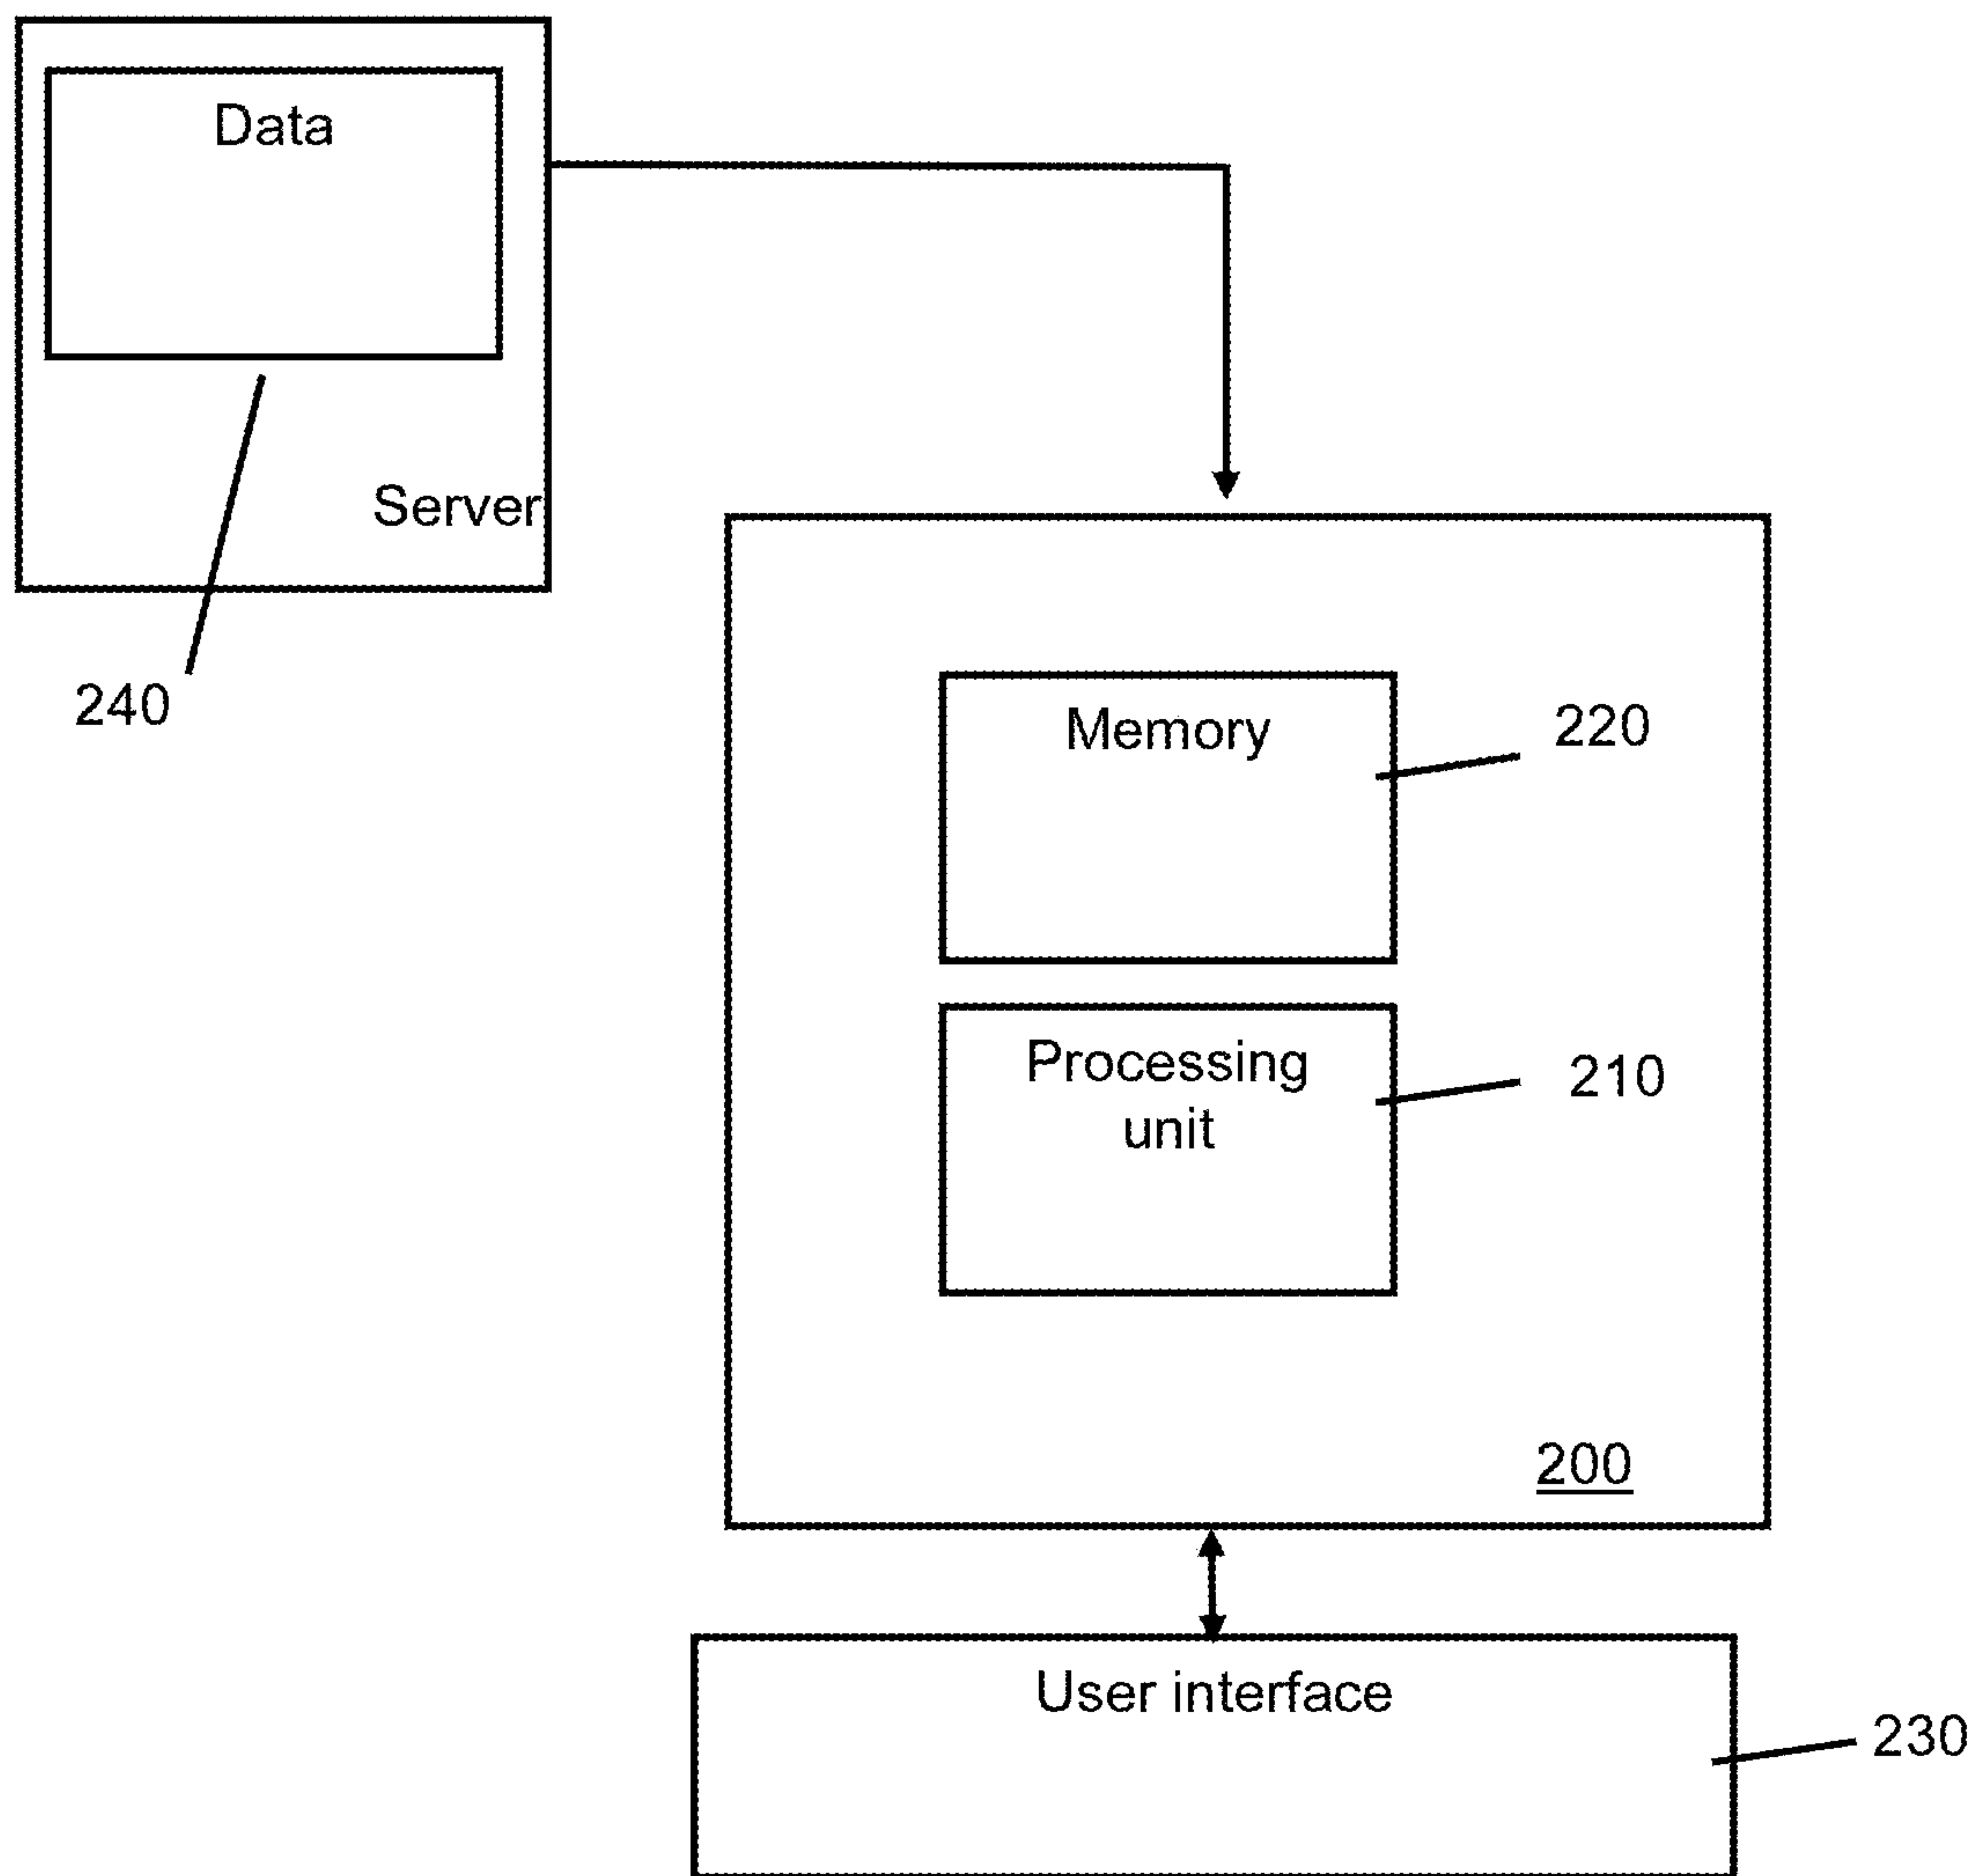 Data
Server
240
Memory
220
Processing
unit
210
200
User interface
230